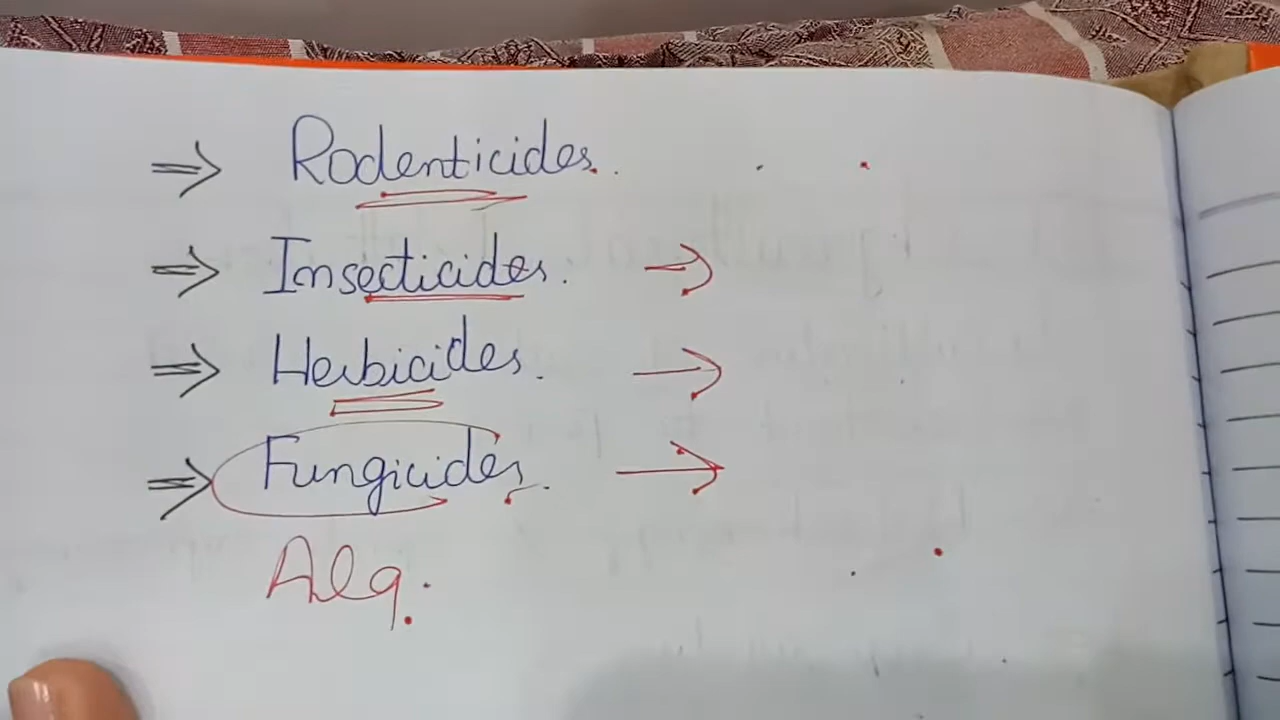 ⇒ Rodenticides.
⇒ Insecticides. →
⇒ Herbicides. →
⇒ Fungicides. →
Alg.